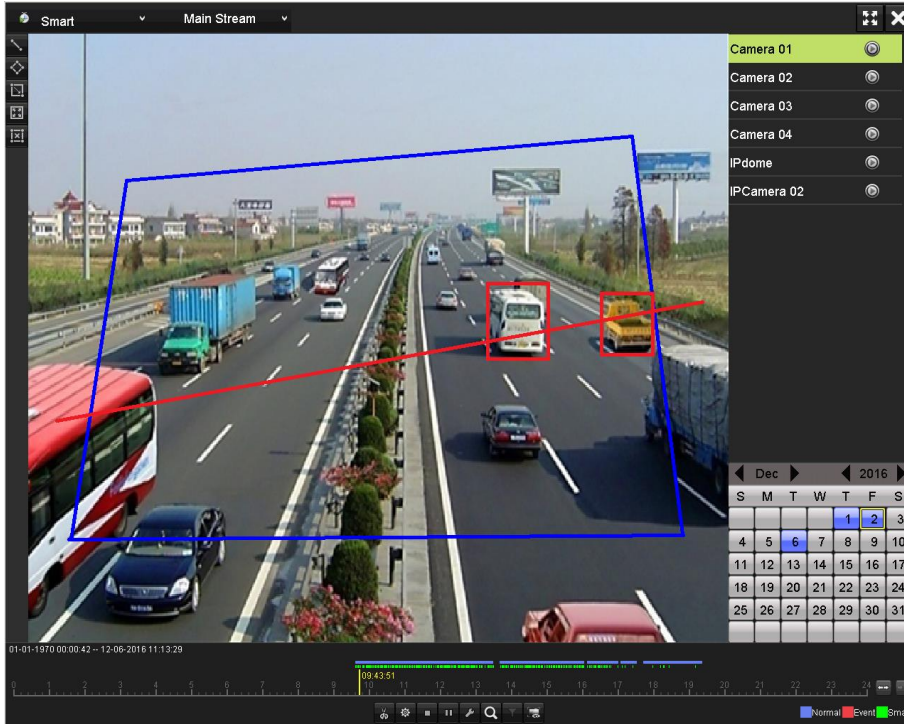 Smart Main Stream
Camera 01
Camera 02
Camera 03
Camera 04
IPdome
IPCamera 02
Dec 2016
S M T W T F S
1 2 3
4 5 6 7 8 9 10
11 12 13 14 15 16 17
18 19 20 21 22 23 24
25 26 27 28 29 30 31
01-01-1970 00:00:42 -- 12-06-2016 11:13:29
09:43:51
0 1 2 3 4 5 6 7 8 9 10 11 12 13 14 15 16 17 18 19 20 21 22 23 24
Normal Event Sma